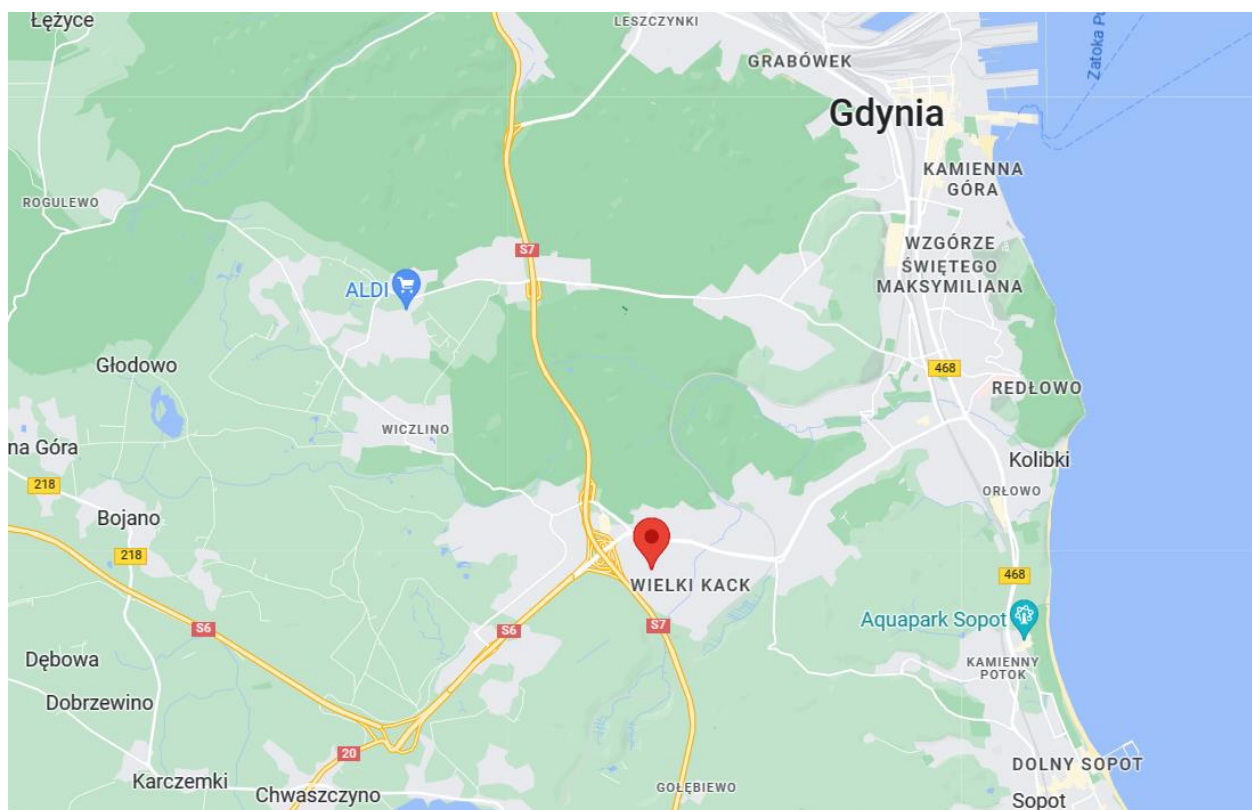 Łężyce
LESZCZYNKI
GRABÓWEK
Zatoka Pu
Gdynia
KAMIENNA
GÓRA
ROGULEWO
S7
WZGÓRZE
ŚWIĘTEGO
MAKSYMILIANA
ALDI
Głodowo
468
REDŁOWO
WICZLINO
na Góra
Kolibki
218
ORŁOWO
Bojano
218
468
WIELKI KACK
Aquapark Sopot
S6
S6
S7
Dębowa
KAMIENNY
POTOK
Dobrzewino
20
DOLNY SOPOT
Karczemki
GOŁĘBIEWO
Chwaszczyno
Sopot